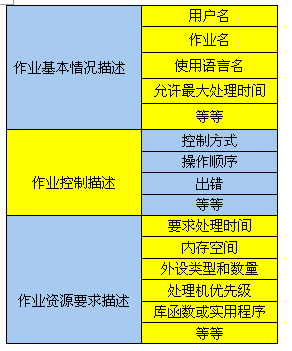 作业基本情况描述
用户名
作业名
使用语言名
允许最大处理时间
等等
作业控制描述
控制方式
操作顺序
出错
等等
作业资源要求描述
要求处理时间
内存空间
外设类型和数量
处理机优先级
库函数或实用程序
等等